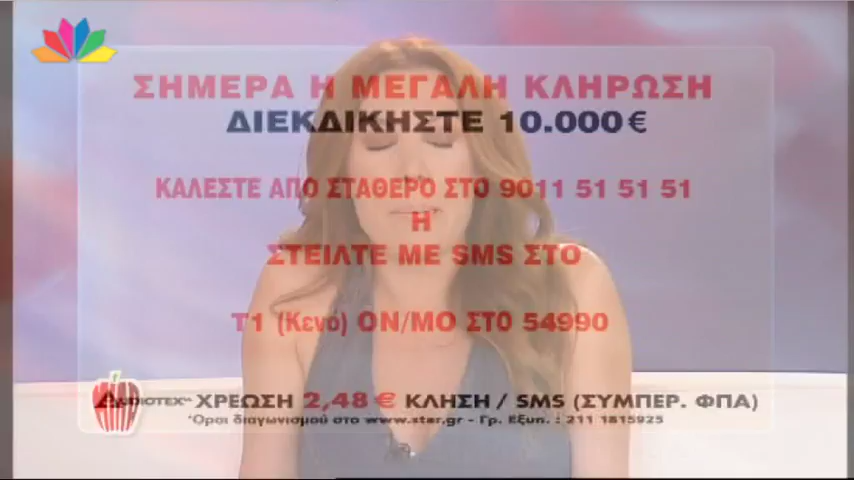 ΣΗΜΕΡΑ Η ΜΕΓΑΛΗ ΚΛΗΡΩΣΗ
ΔΙΕΚΔΙΚΗΣΤΕ 10.000€
ΚΑΛΕΣΤΕ ΑΠΟ ΣΤΑΘΕΡΟ ΣΤΟ 9011 51 51 51
Η
ΣΤΕΙΛΤΕ ΜΕ SMS ΣΤΟ
Τ1 (Κενο) ΟΝ/ΜΟ ΣΤΟ 54990
AUDIOTEX ΧΡΕΩΣΗ 2,48 € ΚΛΗΣΗ / SMS (ΣΥΜΠΕΡ. ΦΠΑ)
*Όροι διαγωνισμού στο www.star.gr - Γρ. Εξυπ. : 211 1815925